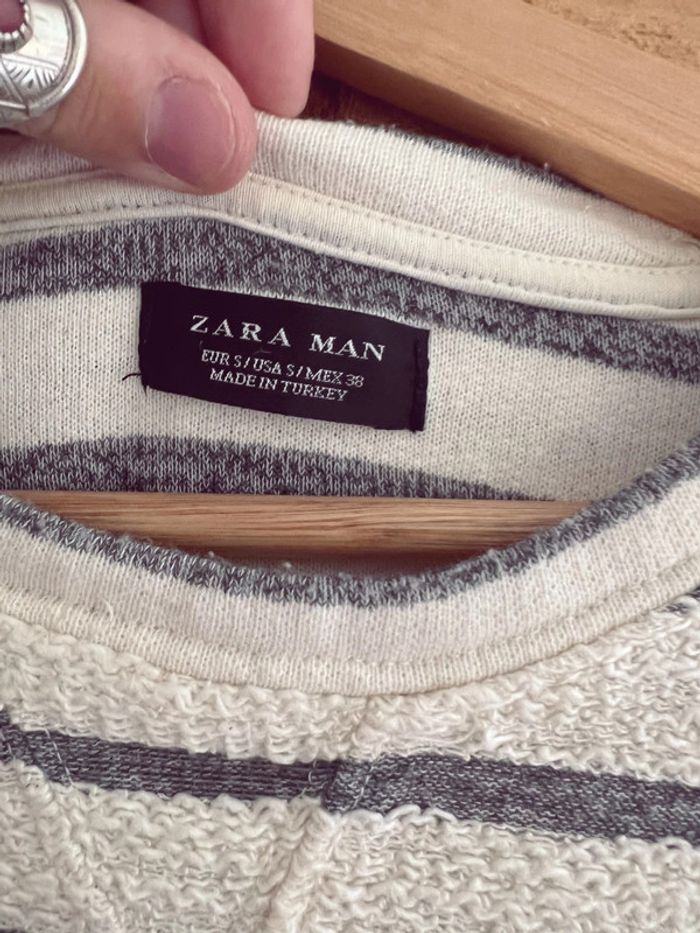 ZARA MAN
EUR S / USA S / MEX 38
MADE IN TURKEY